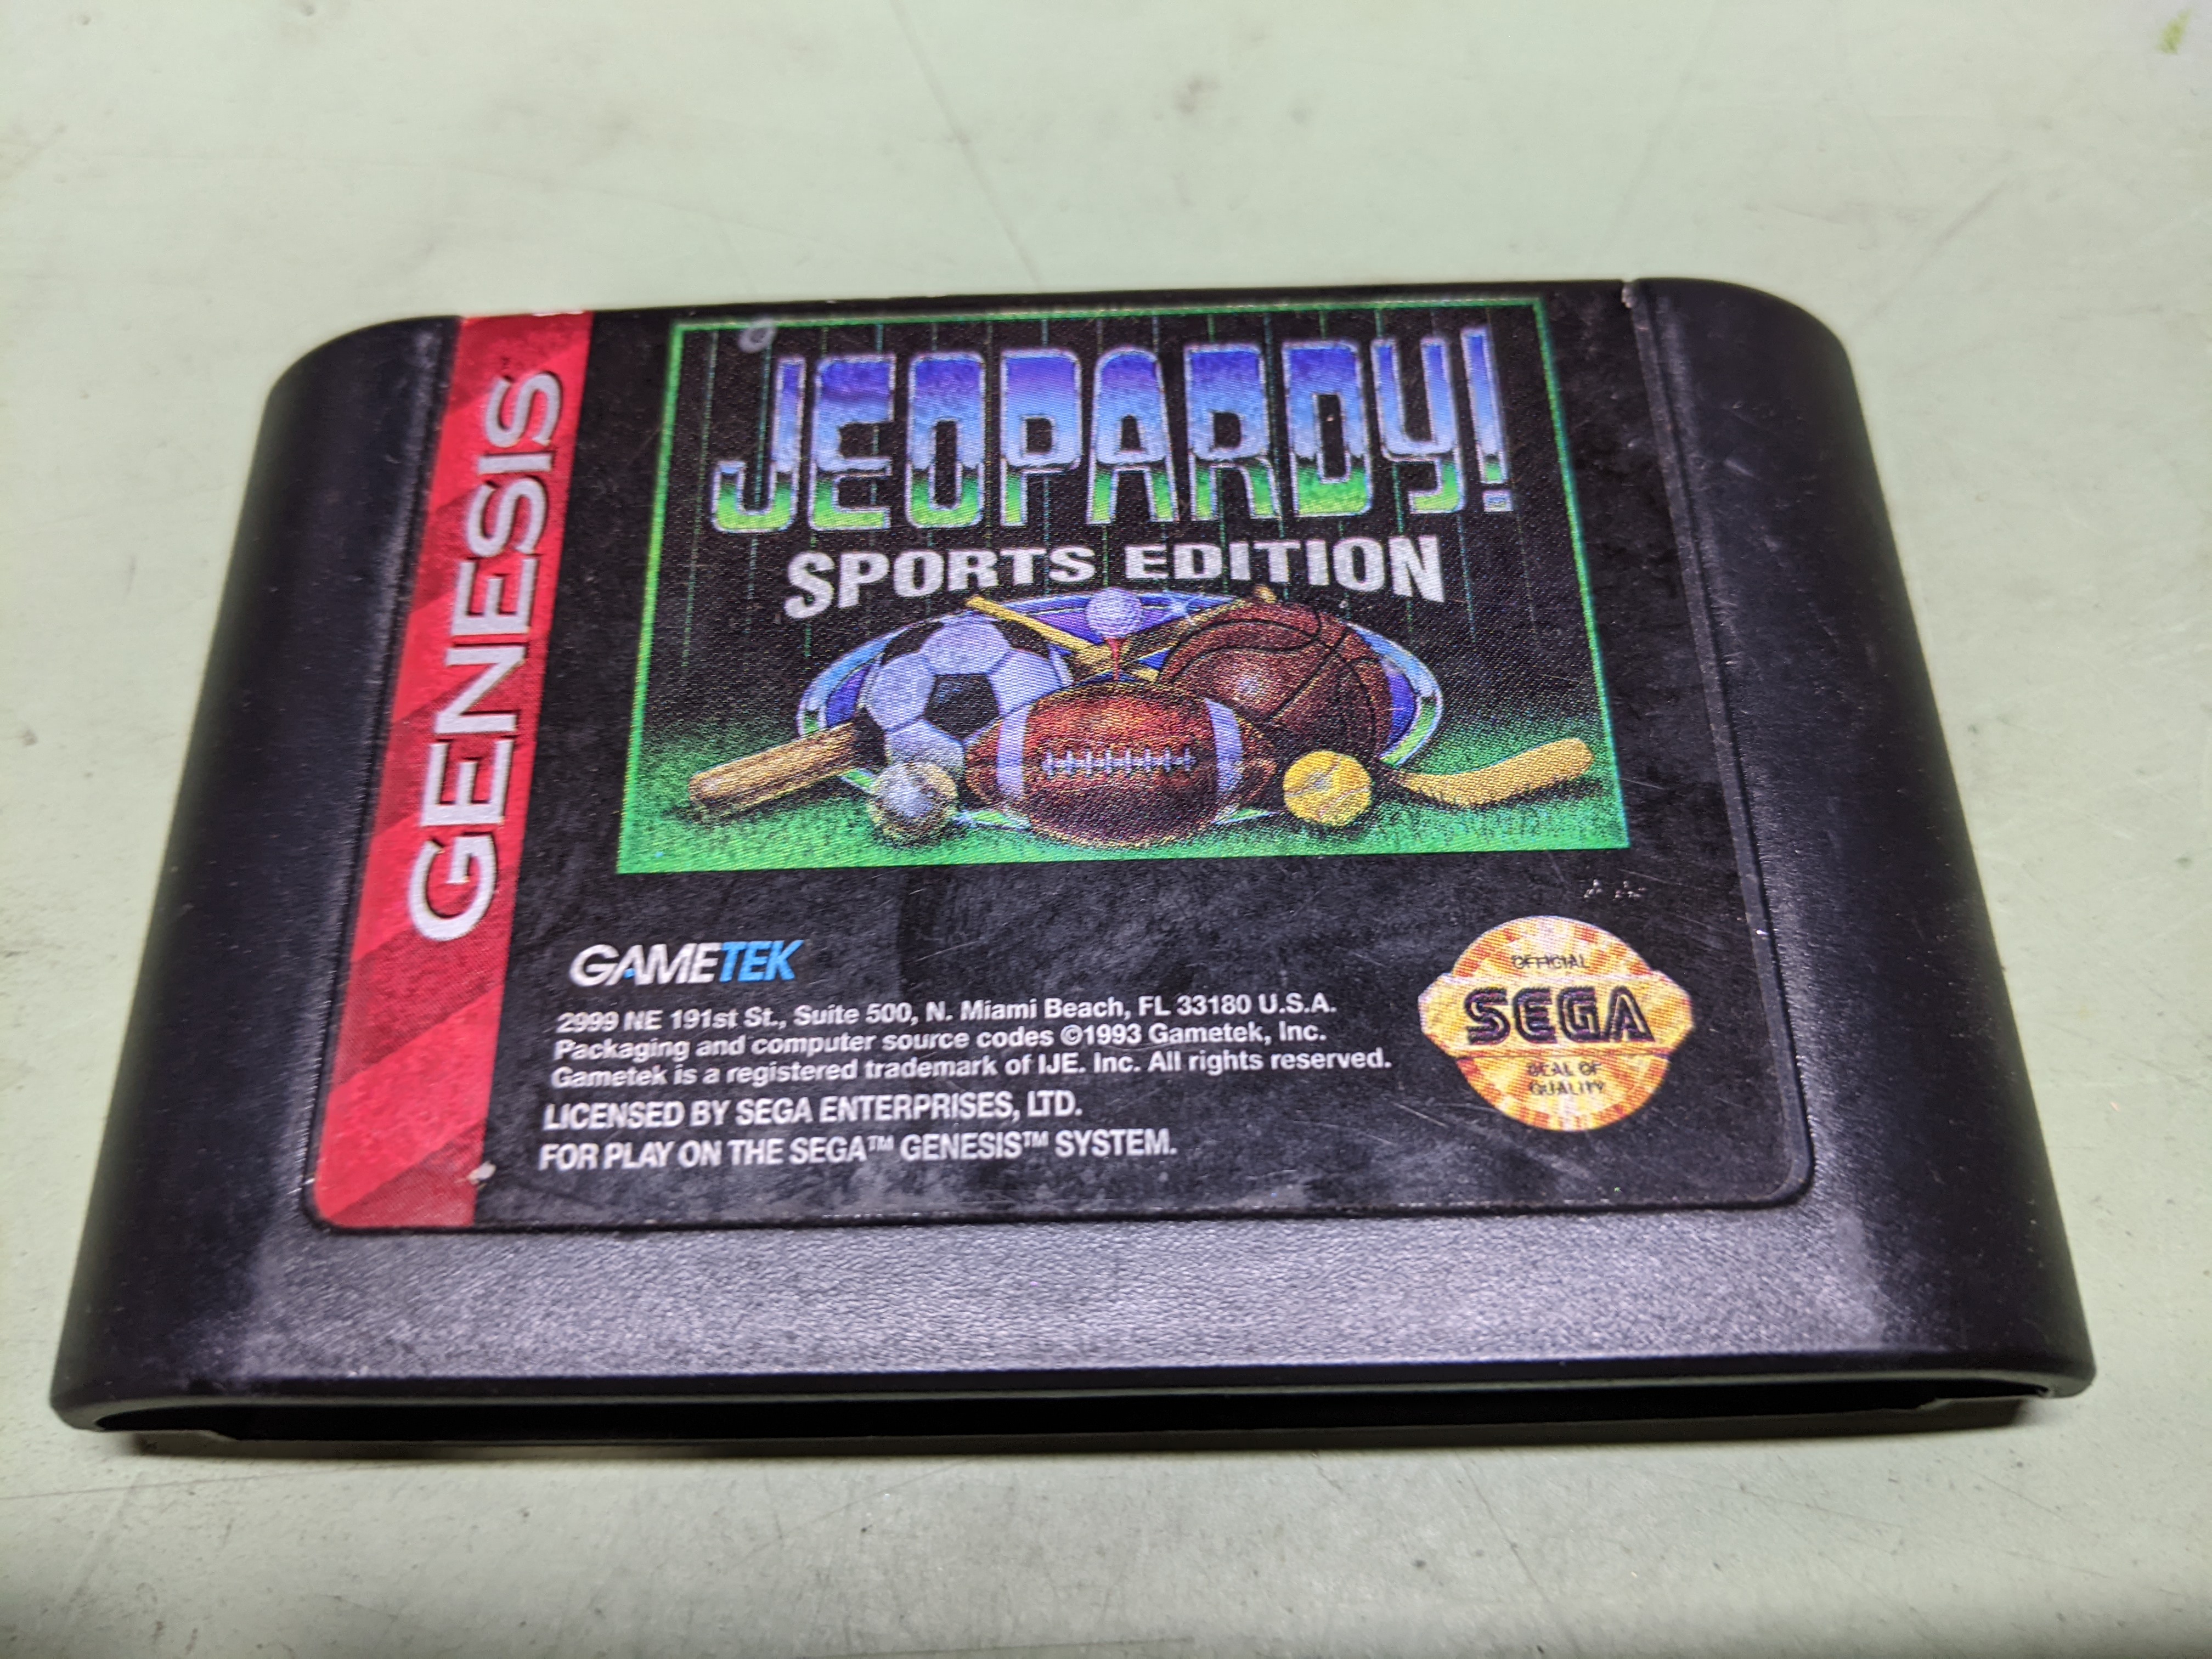 GENESIS™
JEOPARDY!
SPORTS EDITION
GAMETEK
2999 NE 191st St., Suite 500, N. Miami Beach, FL 33180 U.S.A.
Packaging and computer source codes ©1993 Gametek, Inc.
Gametek is a registered trademark of IJE. Inc. All rights reserved.
LICENSED BY SEGA ENTERPRISES, LTD.
FOR PLAY ON THE SEGA™ GENESIS™ SYSTEM.
OFFICIAL
SEGA
SEAL OF
QUALITY